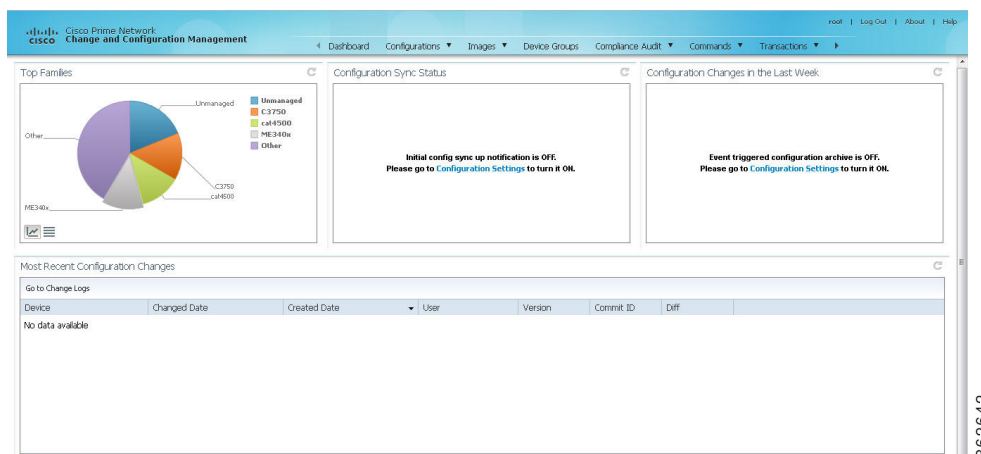 root | Log Out | About | Help
cisco Cisco Prime Network
Change and Configuration Management
Dashboard Configurations Images Device Groups Compliance Audit Commands Transactions
Top Families
Unmanaged
Other
C3750
cat4500
ME340x
Unmanaged
C3750
cat4500
ME340x
Other
Configuration Sync Status
Initial config sync up notification is OFF.
Please go to Configuration Settings to turn it ON.
Configuration Changes in the Last Week
Event triggered configuration archive is OFF.
Please go to Configuration Settings to turn it ON.
Most Recent Configuration Changes
Go to Change Logs
Device Changed Date Created Date User Version Commit ID Diff
No data available